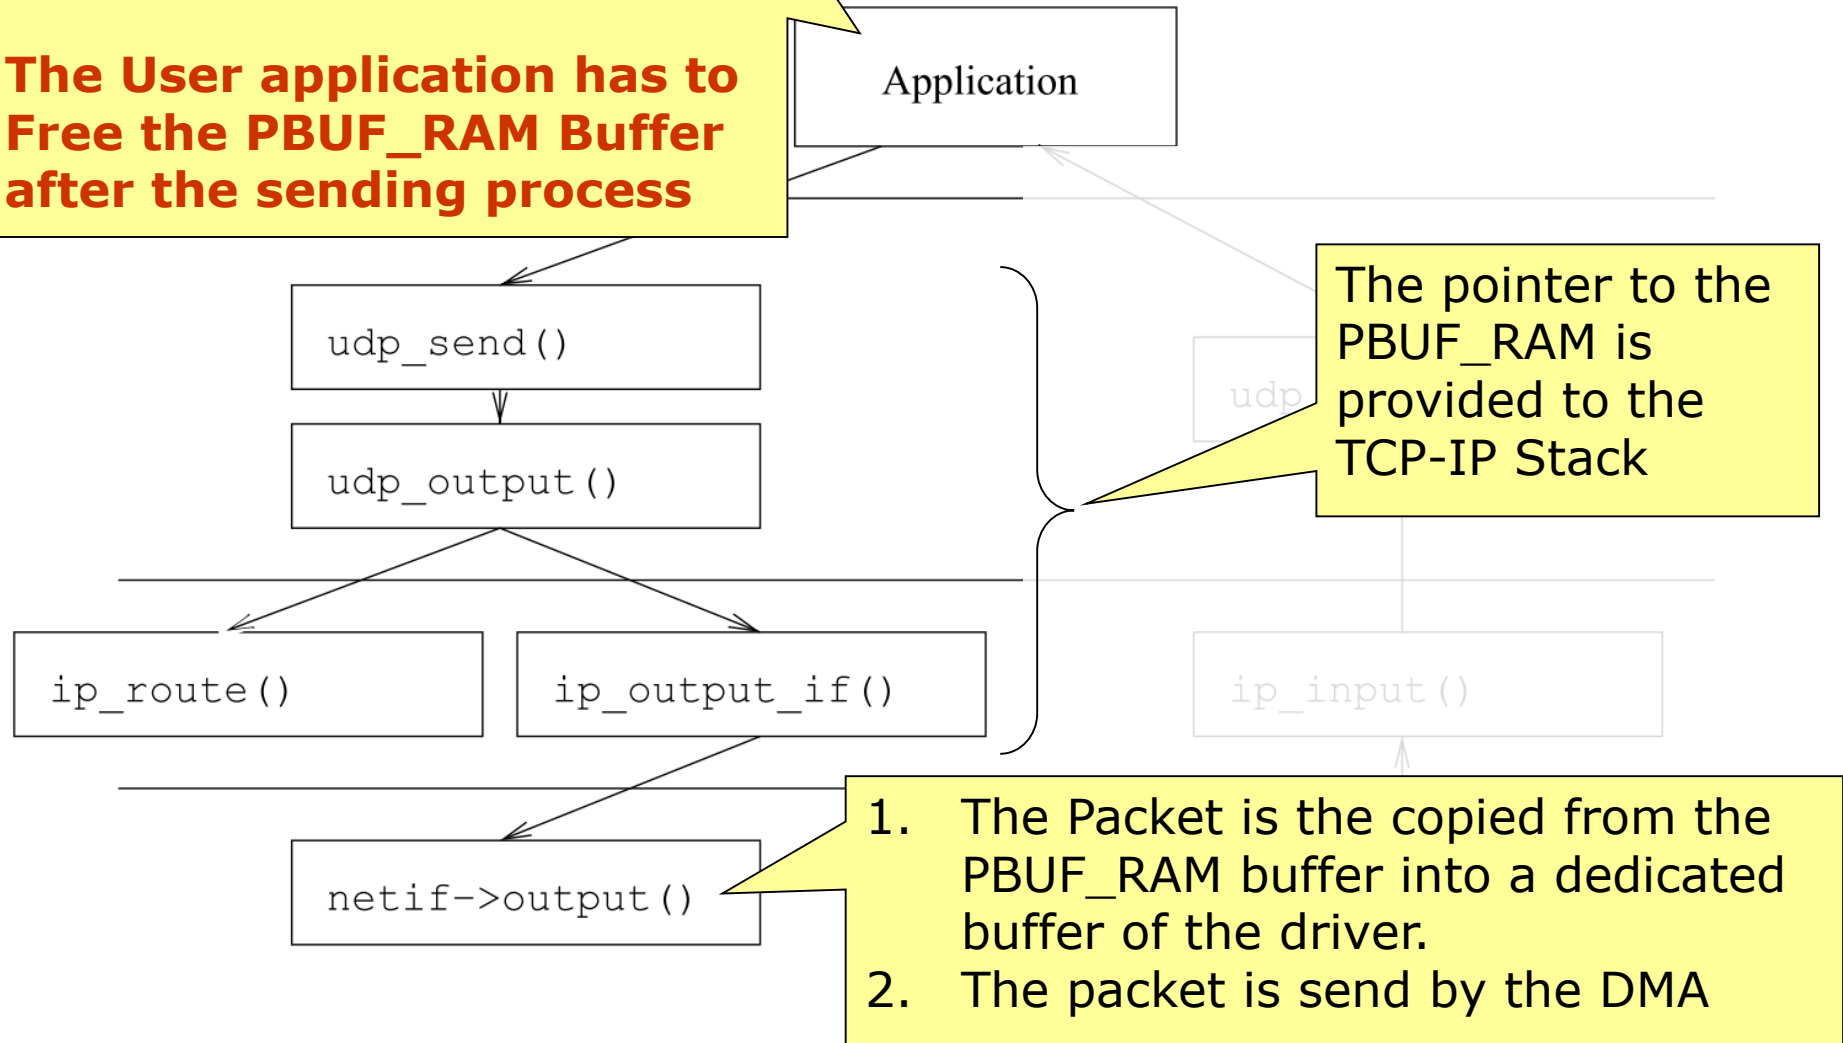 The User application has to
Free the PBUF_RAM Buffer
after the sending process
Application
udp_send()
The pointer to the
PBUF_RAM is
provided to the
TCP-IP Stack
udp
udp_output()
ip_route()
ip_output_if()
ip_input()
netif->output()
1. The Packet is the copied from the
PBUF_RAM buffer into a dedicated
buffer of the driver.
2. The packet is send by the DMA